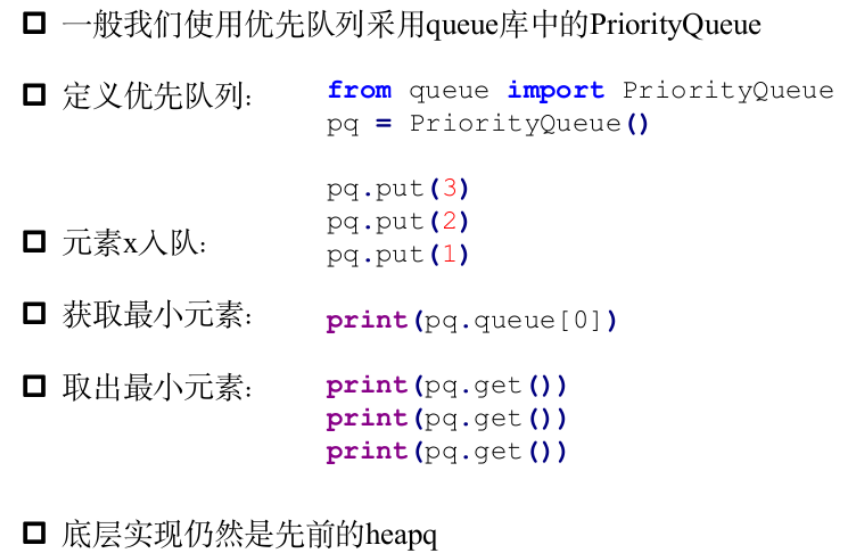 一般我们使用优先队列采用queue库中的PriorityQueue
定义优先队列:
from queue import PriorityQueue
pq = PriorityQueue()
元素x入队:
pq.put(3)
pq.put(2)
pq.put(1)
获取最小元素:
print(pq.queue[0])
取出最小元素:
print(pq.get())
print(pq.get())
print(pq.get())
底层实现仍然是先前的heapq